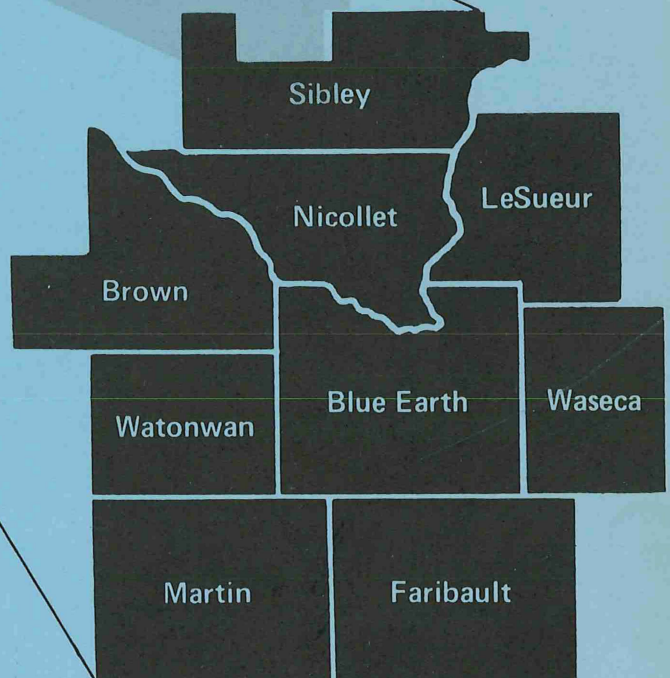 Sibley
Nicollet
LeSueur
Brown
Blue Earth
Waseca
Watonwan
Martin
Faribault